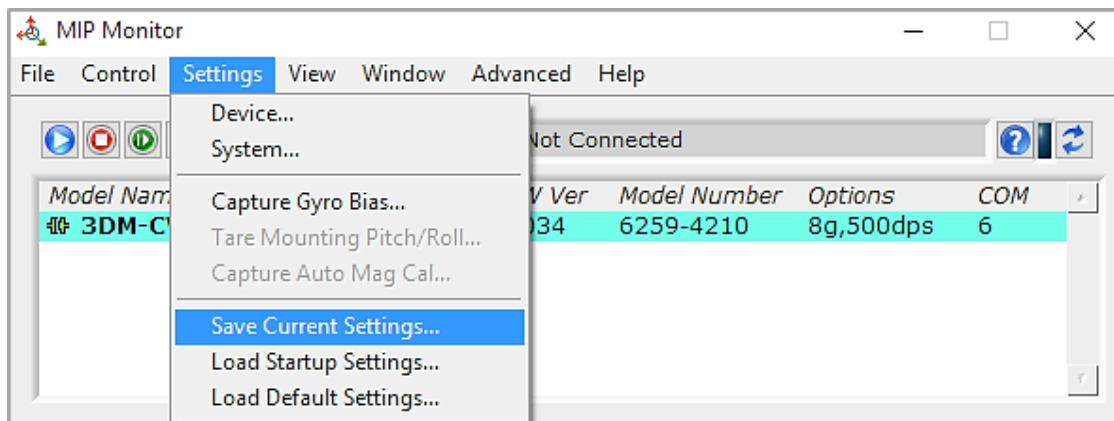 MIP Monitor
File Control Settings View Window Advanced Help
Device...
System...
Not Connected
Capture Gyro Bias...
Tare Mounting Pitch/Roll...
Capture Auto Mag Cal...
Save Current Settings...
Load Startup Settings...
Load Default Settings...
Model Nam Ver Model Number Options COM
3DM-C 034 6259-4210 8g,500dps 6